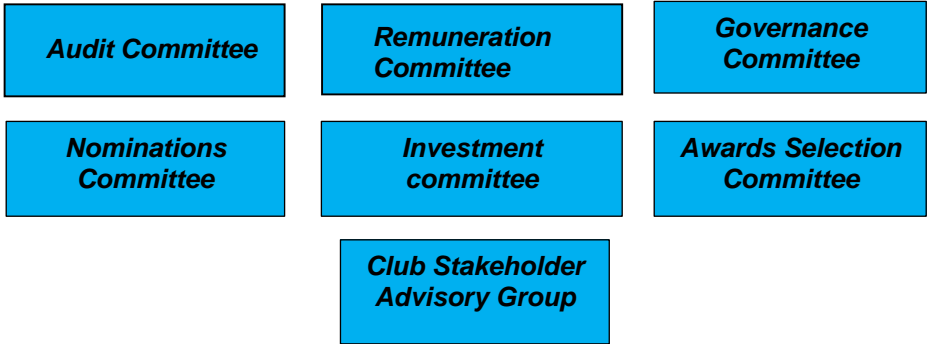 Audit Committee
Remuneration
Committee
Governance
Committee
Nominations
Committee
Investment
committee
Awards Selection
Committee
Club Stakeholder
Advisory Group